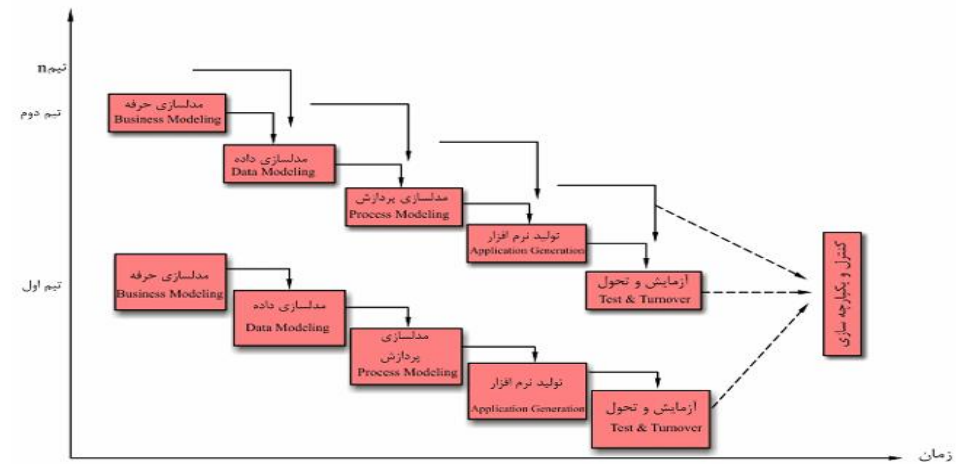 تیمn
تیم دوم
مدلسازی حرفه
Business Modeling
مدلسازی داده
Data Modeling
مدلسازی پردازش
Process Modeling
تولید نرم افزار
Application Generation
آزمایش و تحول
Test & Turnover
تیم اول
مدلسازی حرفه
Business Modeling
مدلسازی داده
Data Modeling
مدلسازی
پردازش
Process Modeling
تولید نرم افزار
Application Generation
آزمایش و تحول
Test & Turnover
کنترل و یکپارچه سازی
زمان